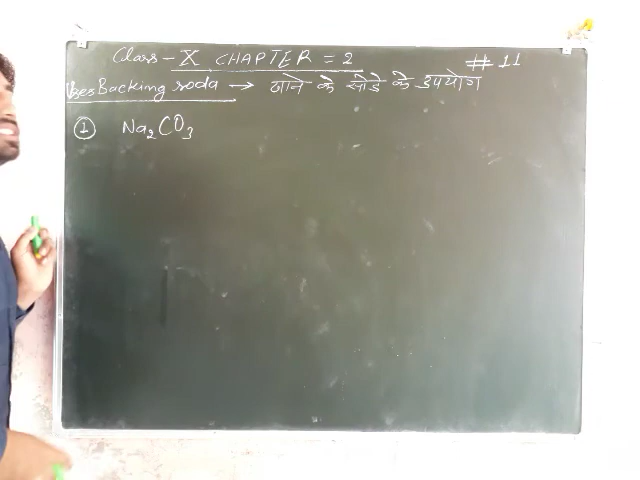 Class - X CHAPTER = 2 # 11
Uses Backing soda → खाने के सोडे के उपयोग
① Na₂CO₃